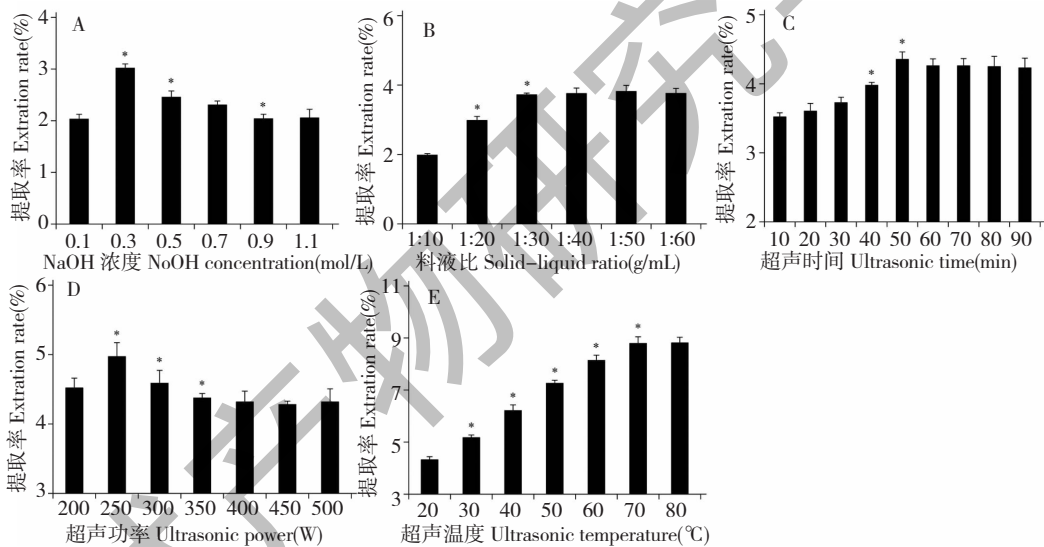 A
提取率 Extration rate(%)
4
3
2
1
0
* * *
0.1 0.3 0.5 0.7 0.9 1.1
NaOH 浓度 NoOH concentration(mol/L)
B
提取率 Extration rate(%)
6
4
2
0
* *
1:10 1:20 1:30 1:40 1:50 1:60
料液比 Solid-liquid ratio(g/mL)
C
提取率 Extration rate(%)
5
4
3
2
* *
10 20 30 40 50 60 70 80 90
超声时间 Ultrasonic time(min)
D
提取率 Extration rate(%)
6
5
4
3
* * *
200 250 300 350 400 450 500
超声功率 Ultrasonic power(W)
E
提取率 Extration rate(%)
11
9
7
5
3
* * * * *
20 30 40 50 60 70 80
超声温度 Ultrasonic temperature(℃)
产物研究